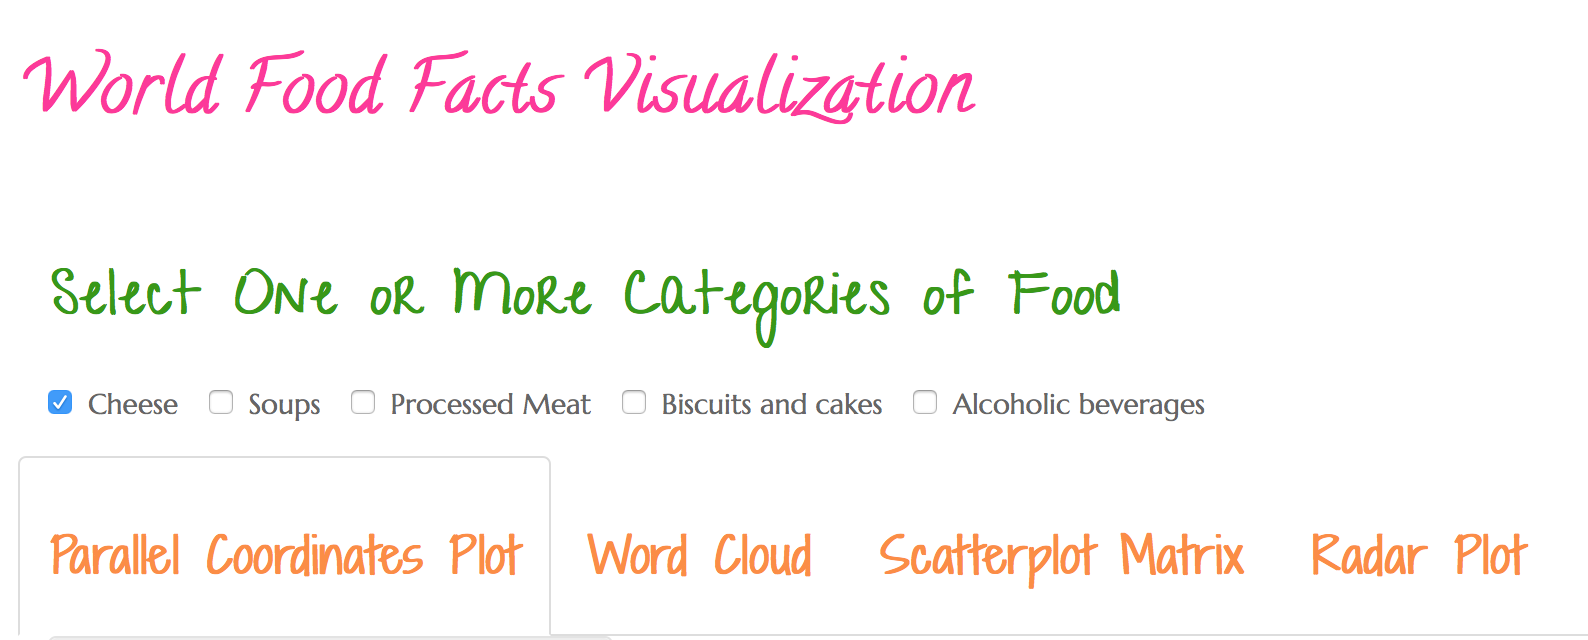 World Food Facts Visualization
Select One or More Categories of Food
Cheese Soups Processed Meat Biscuits and cakes Alcoholic beverages
Parallel Coordinates Plot Word Cloud Scatterplot Matrix Radar Plot